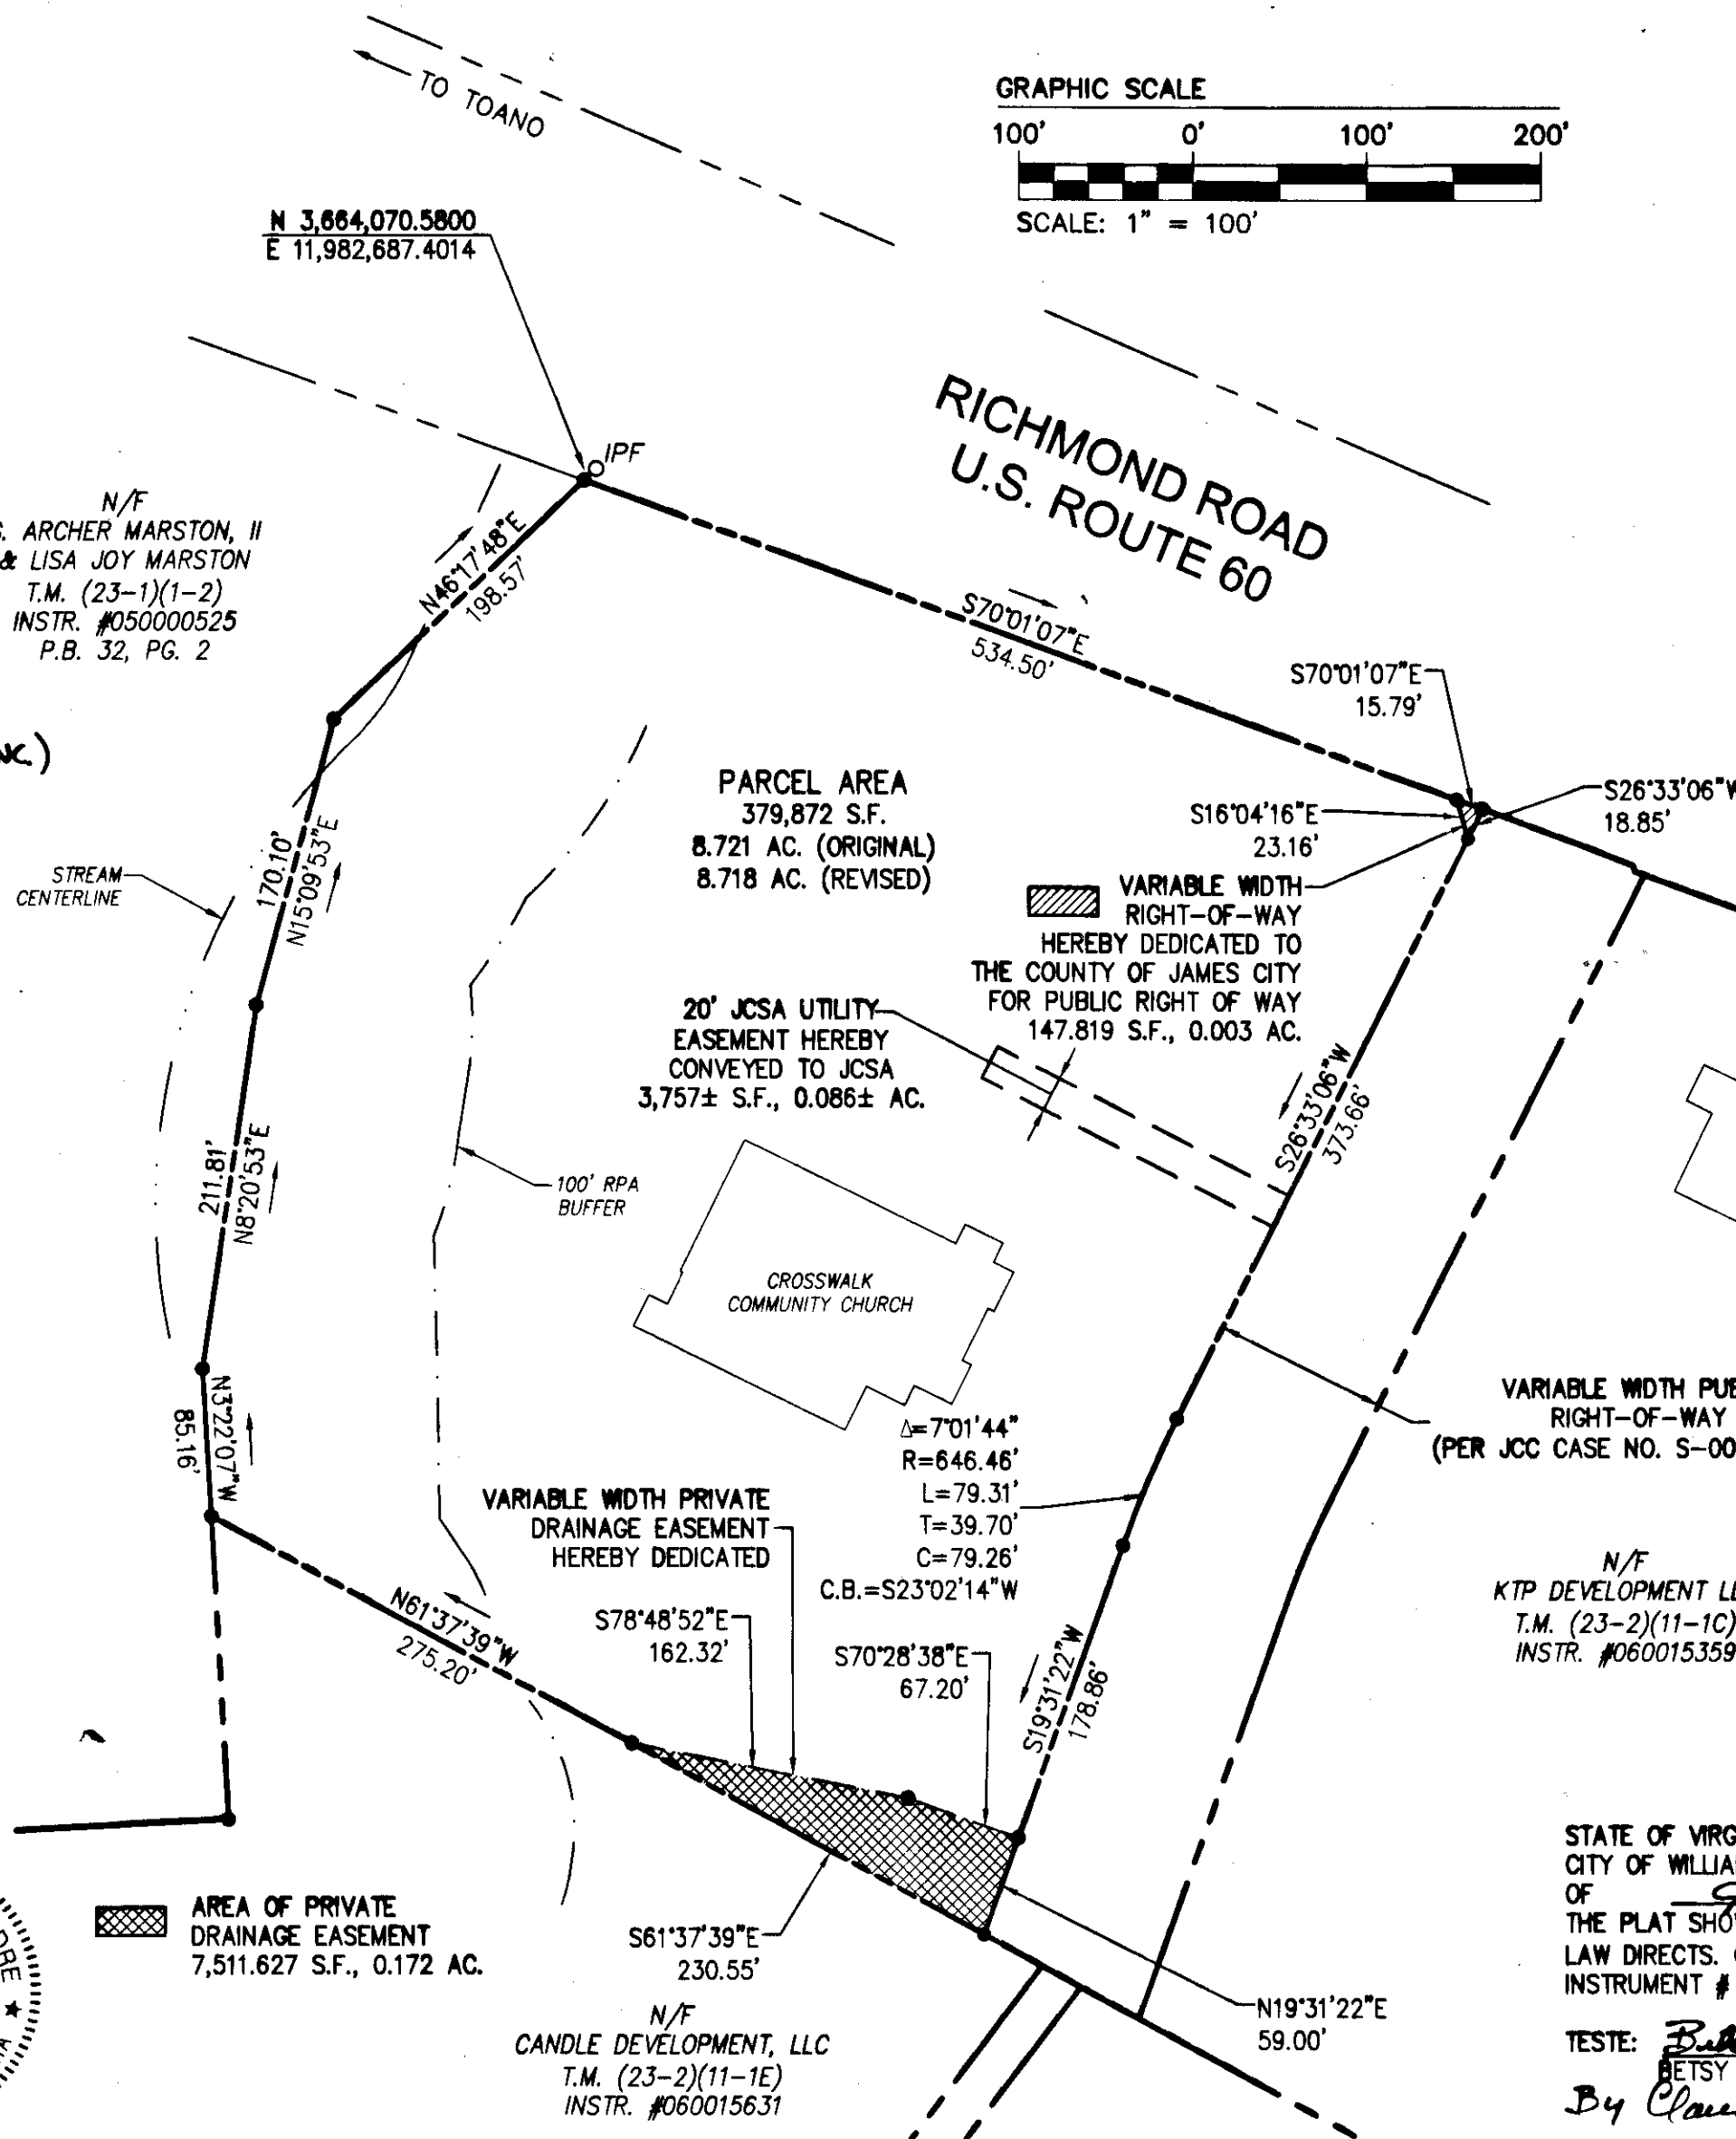 TO TOANO
GRAPHIC SCALE
100' 0' 100' 200'
SCALE: 1" = 100'
N 3,664,070.5800
E 11,982,687.4014
IPF
RICHMOND ROAD
U.S. ROUTE 60
N/F
ARCHER MARSTON, II
& LISA JOY MARSTON
T.M. (23-1)(1-2)
INSTR. #050000525
P.B. 32, PG. 2
N46°17'48"E
198.57'
S70°01'07"E
534.50'
S70°01'07"E
15.79'
S26°33'06"W
18.85'
S16°04'16"E
23.16'
PARCEL AREA
379,872 S.F.
8.721 AC. (ORIGINAL)
8.718 AC. (REVISED)
VARIABLE WIDTH
RIGHT-OF-WAY
HEREBY DEDICATED TO
THE COUNTY OF JAMES CITY
FOR PUBLIC RIGHT OF WAY
147.819 S.F., 0.003 AC.
STREAM
CENTERLINE
170.10'
N15°09'53"E
20' JCSA UTILITY
EASEMENT HEREBY
CONVEYED TO JCSA
3,757± S.F., 0.086± AC.
S26°33'06"W
373.66'
211.81'
N8°20'53"E
100' RPA
BUFFER
CROSSWALK
COMMUNITY CHURCH
N3°22'07"W
85.16'
Δ=7°01'44"
R=646.46'
L=79.31'
T=39.70'
C=79.26'
C.B.=S23°02'14"W
VARIABLE WIDTH
RIGHT-OF-WAY
(PER JCC CASE NO. S-00
VARIABLE WIDTH PRIVATE
DRAINAGE EASEMENT
HEREBY DEDICATED
N/F
KTP DEVELOPMENT
T.M. (23-2)(11-1C)
INSTR. #060015359
N61°37'39"W
275.20'
S78°48'52"E
162.32'
S70°28'38"E
67.20'
S19°31'22"W
178.86'
AREA OF PRIVATE
DRAINAGE EASEMENT
7,511.627 S.F., 0.172 AC.
S61°37'39"E
230.55'
N19°31'22"E
59.00'
N/F
CANDLE DEVELOPMENT, LLC
T.M. (23-2)(11-1E)
INSTR. #060015631
STATE OF
CITY OF
OF
THE PLAT
LAW DIRECTS.
INSTRUMENT #
TESTE:
BETSY
By